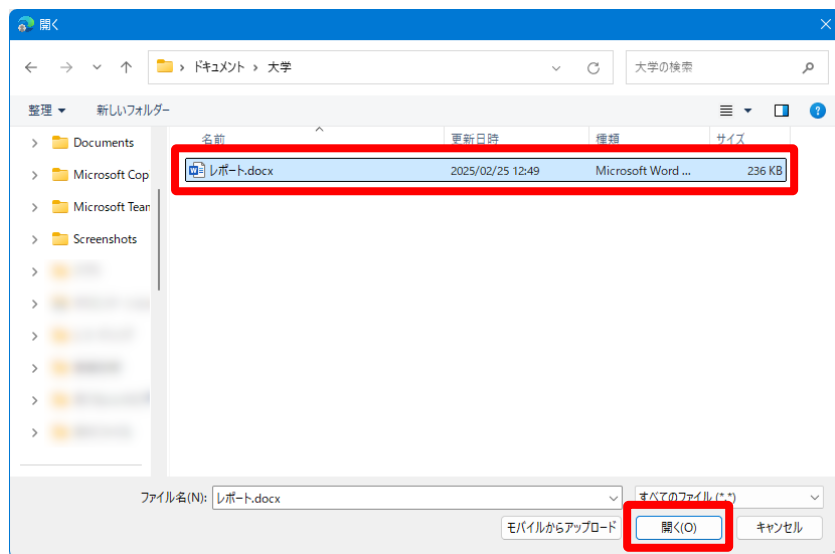 開く
ドキュメント › 大学
大学の検索
整理
新しいフォルダー
名前 更新日時 種類 サイズ
レポート.docx 2025/02/25 12:49 Microsoft Word ... 236 KB
Documents
Microsoft Cop
Microsoft Tean
Screenshots
ファイル名(N): レポート.docx
すべてのファイル (*.*)
モバイルからアップロード 開く(O) キャンセル